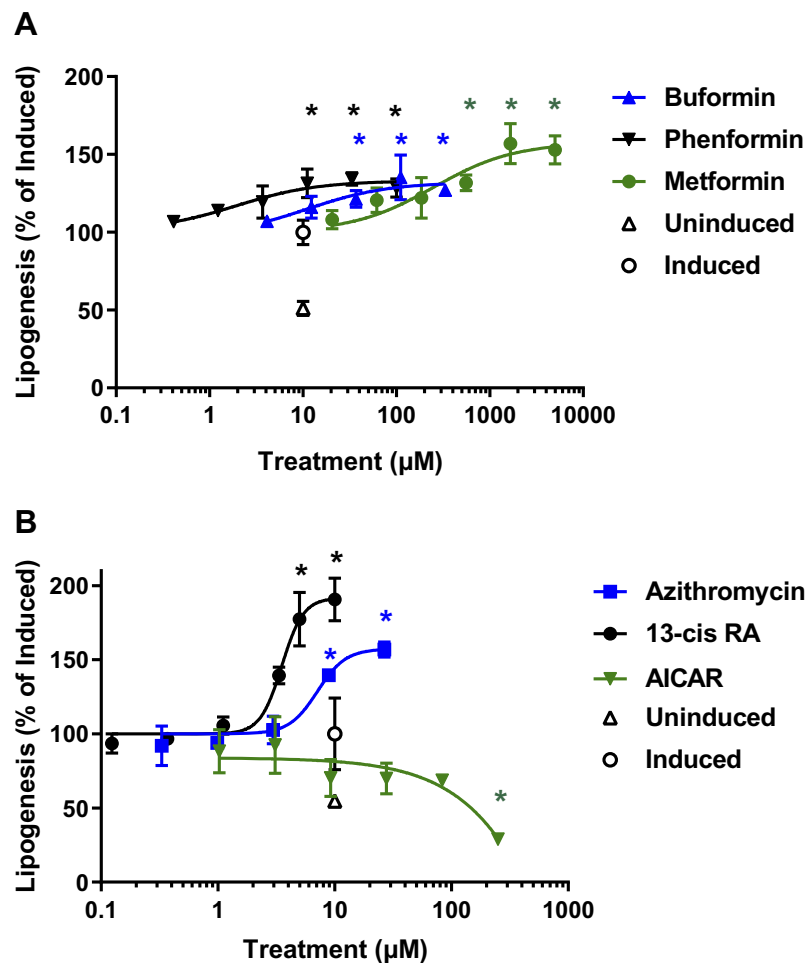 A
Lipogenesis (% of Induced)
200
150
100
50
0
* * *
* * *
* * *
0.1 1 10 100 1000 10000
Treatment (µM)
Buformin
Phenformin
Metformin
Uninduced
Induced
B
Lipogenesis (% of Induced)
200
150
100
50
0
* *
* *
*
0.1 1 10 100 1000
Treatment (µM)
Azithromycin
13-cis RA
AICAR
Uninduced
Induced